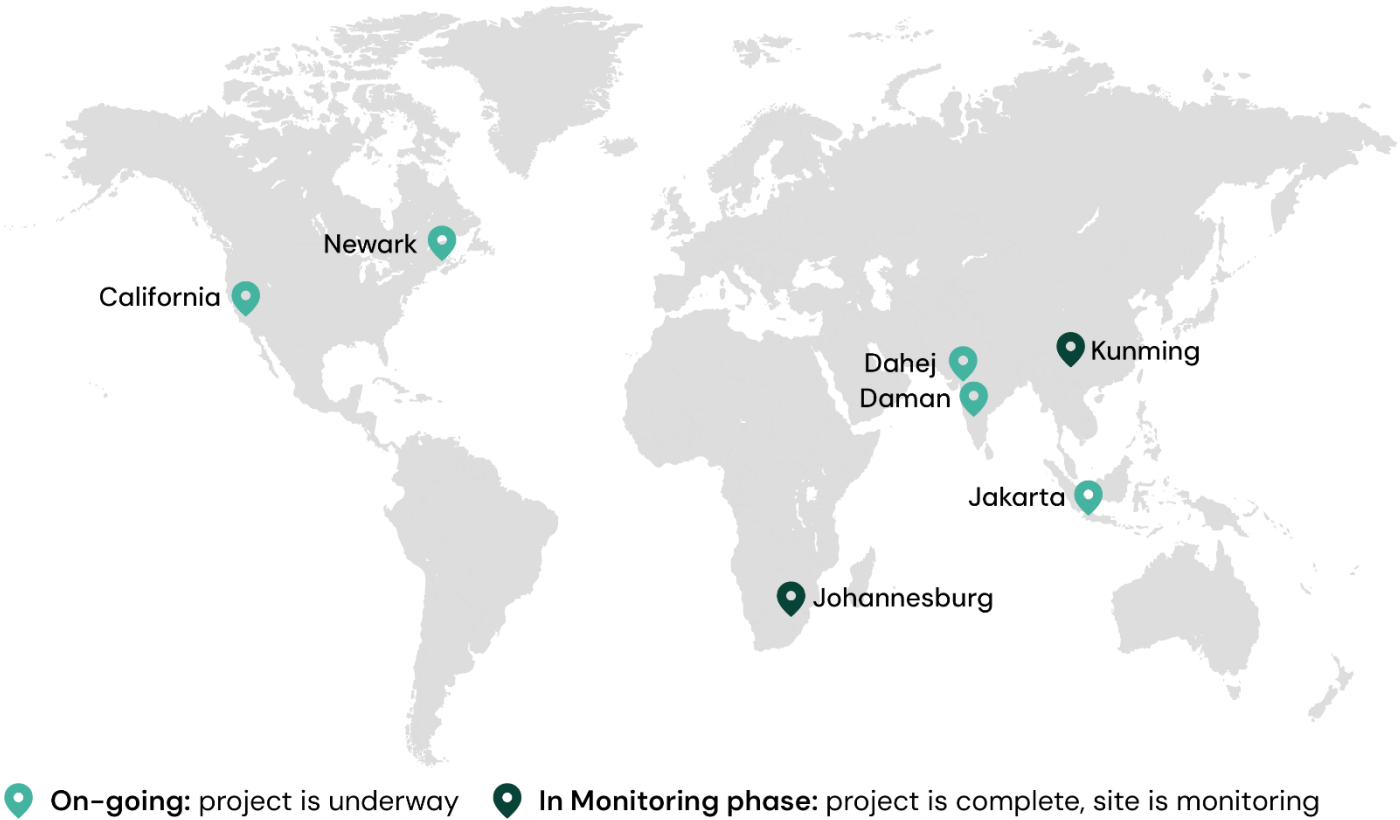 Newark
California
Dahej
Kunming
Daman
Jakarta
Johannesburg
On-going: project is underway
In Monitoring phase: project is complete, site is monitoring